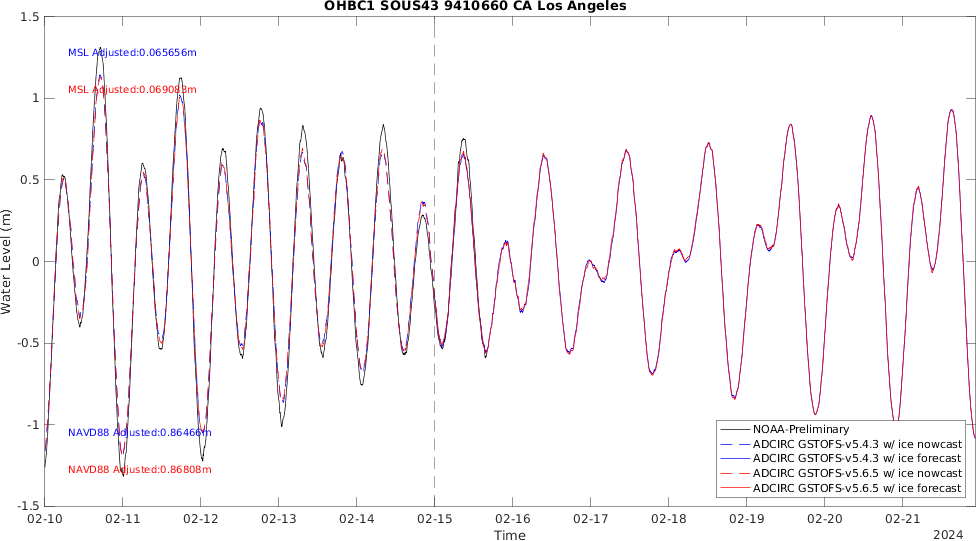 OHBC1 SOUS43 9410660 CA Los Angeles
1.5
1
0.5
0
-0.5
-1
-1.5
Water Level (m)
MSL Adjusted:0.065656m
MSL Adjusted:0.069083m
NAVD88 Adjusted:0.86466m
NAVD88 Adjusted:0.86808m
NOAA-Preliminary
ADCIRC GSTOFS-v5.4.3 w/ ice nowcast
ADCIRC GSTOFS-v5.4.3 w/ ice forecast
ADCIRC GSTOFS-v5.6.5 w/ ice nowcast
ADCIRC GSTOFS-v5.6.5 w/ ice forecast
02-10 02-11 02-12 02-13 02-14 02-15 02-16 02-17 02-18 02-19 02-20 02-21
Time
2024